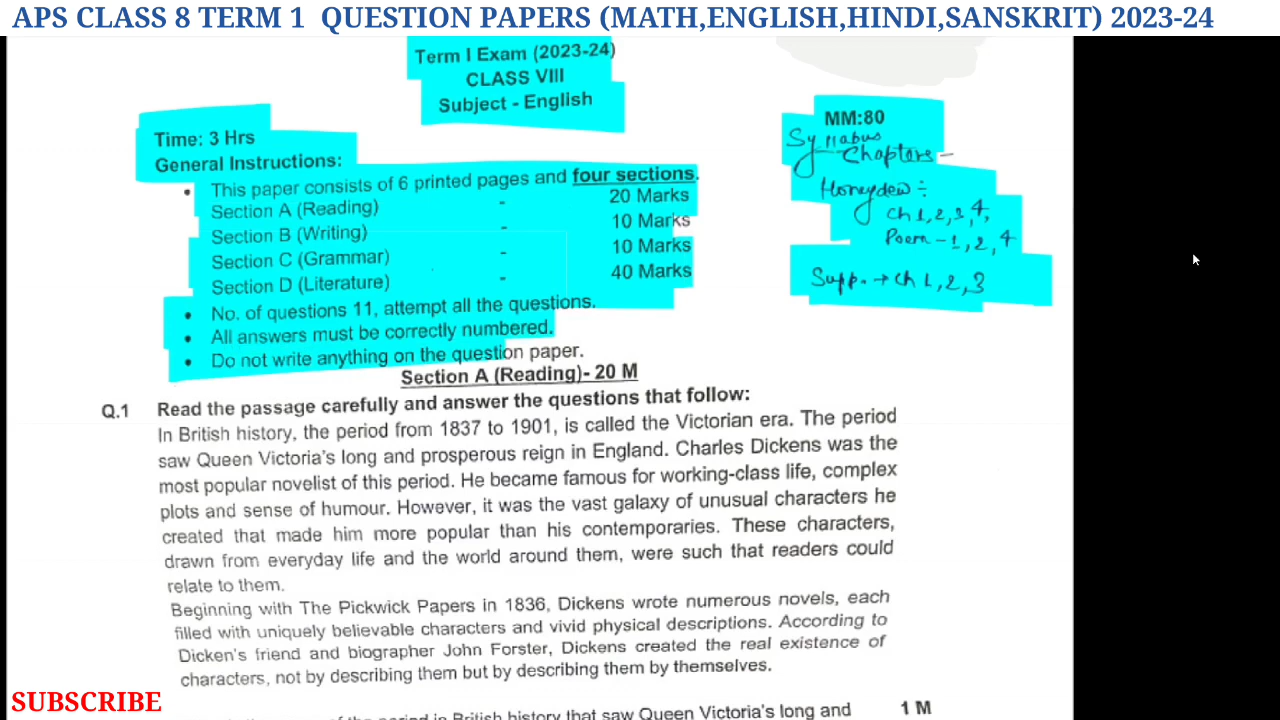 APS CLASS 8 TERM 1 QUESTION PAPERS (MATH,ENGLISH,HINDI,SANSKRIT) 2023-24
Term I Exam (2023-24)
CLASS VIII
Subject - English
Time: 3 Hrs
MM:80
General Instructions:
• This paper consists of 6 printed pages and four sections.
Section A (Reading) - 20 Marks
Section B (Writing) - 10 Marks
Section C (Grammar) - 10 Marks
Section D (Literature) - 40 Marks
• No. of questions 11, attempt all the questions.
• All answers must be correctly numbered.
• Do not write anything on the question paper.
Syllabus
Chapters -
Honeydew :
Ch 1,2,3,4,
Poem - 1, 2, 4
Supp. → Ch 1,2,3
Section A (Reading)- 20 M
Q.1 Read the passage carefully and answer the questions that follow:
In British history, the period from 1837 to 1901, is called the Victorian era. The period
saw Queen Victoria's long and prosperous reign in England. Charles Dickens was the
most popular novelist of this period. He became famous for working-class life, complex
plots and sense of humour. However, it was the vast galaxy of unusual characters he
created that made him more popular than his contemporaries. These characters,
drawn from everyday life and the world around them, were such that readers could
relate to them.
Beginning with The Pickwick Papers in 1836, Dickens wrote numerous novels, each
filled with uniquely believable characters and vivid physical descriptions. According to
Dicken's friend and biographer John Forster, Dickens created the real existence of
characters, not by describing them but by describing them by themselves.
of the period in British history that saw Queen Victoria's long and 1 M
SUBSCRIBE